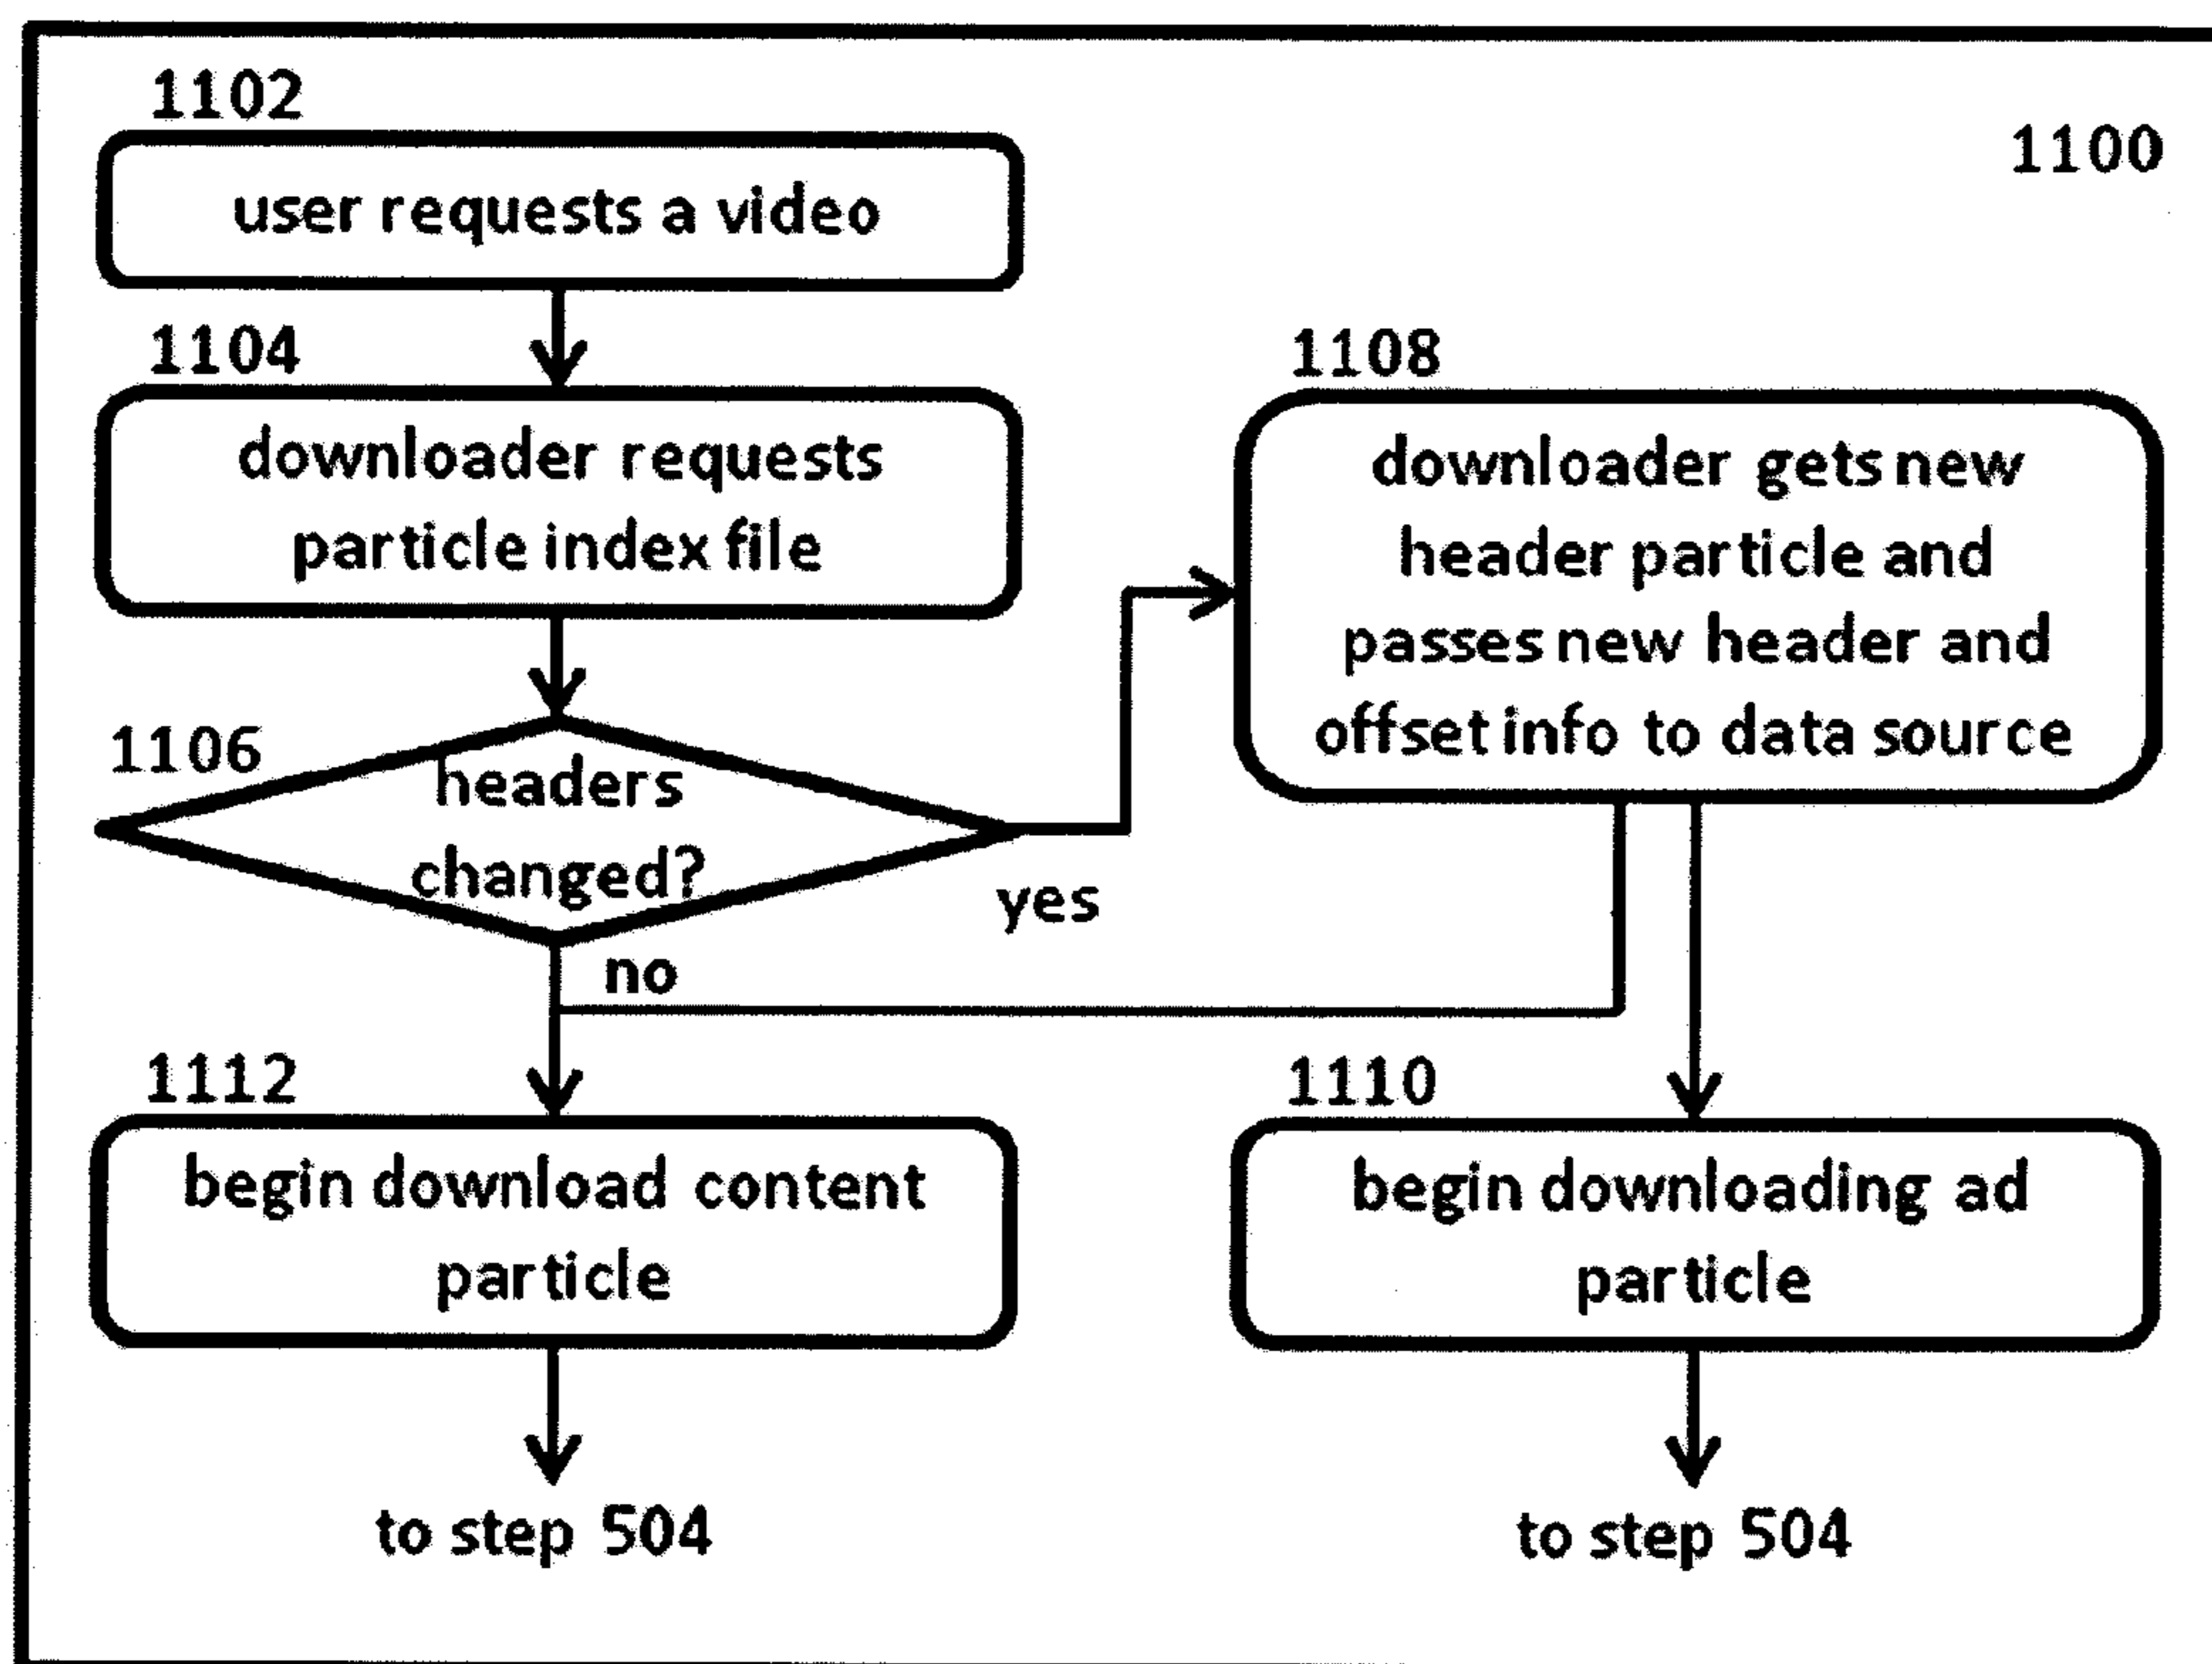 1100
1102
user requests a video
1104
downloader requests
particle index file
1106
headers
changed?
yes
no
1108
downloader gets new
header particle and
passes new header and
offset info to data source
1112
begin download content
particle
to step 504
1110
begin downloading ad
particle
to step 504